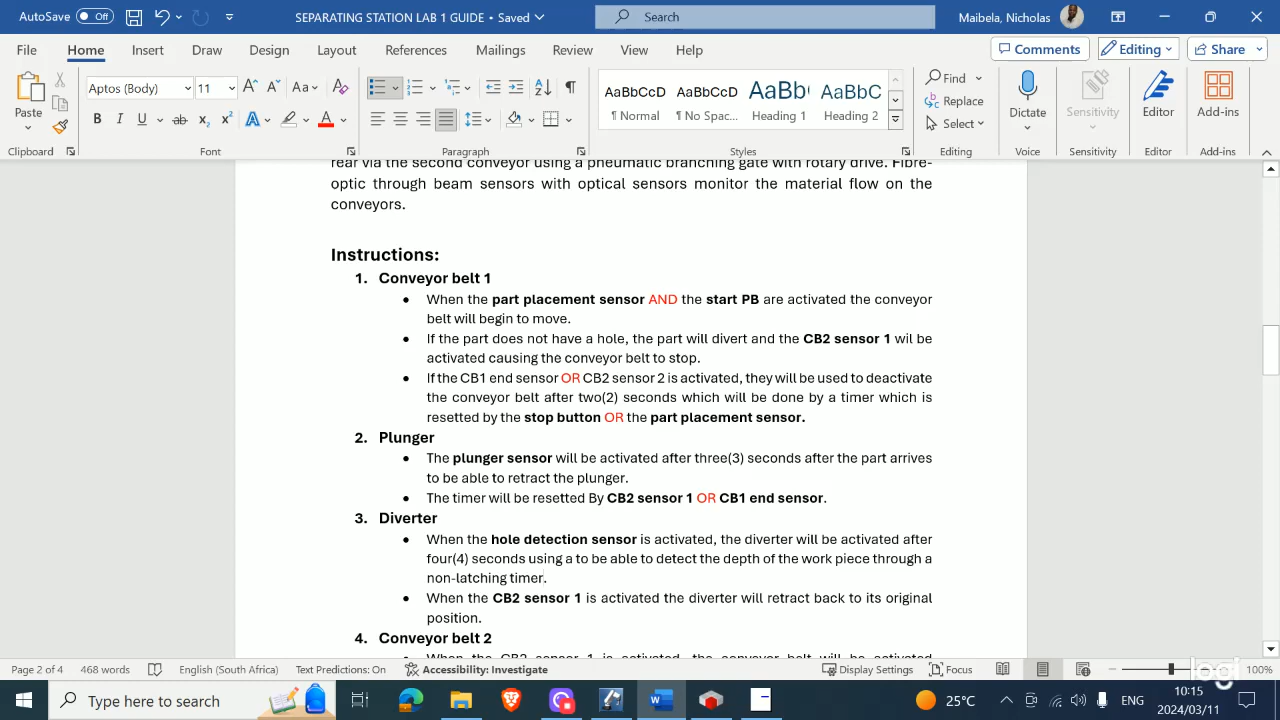 AutoSave Off SEPARATING STATION LAB 1 GUIDE • Saved Search Maibela, Nicholas
File Home Insert Draw Design Layout References Mailings Review View Help Comments Editing Share
Paste Aptos (Body) 11 Aa AaBbCcD AaBbCcD AaBb( AaBbC Find Replace Select Dictate Sensitivity Editor Add-ins
¶ Normal ¶ No Spac... Heading 1 Heading 2
Clipboard Font Paragraph Styles Editing Voice Sensitivity Editor Add-ins
rear via the second conveyor using a pneumatic branching gate with rotary drive. Fibre-
optic through beam sensors with optical sensors monitor the material flow on the
conveyors.
Instructions:
1. Conveyor belt 1
• When the part placement sensor AND the start PB are activated the conveyor
belt will begin to move.
• If the part does not have a hole, the part will divert and the CB2 sensor 1 wil be
activated causing the conveyor belt to stop.
• If the CB1 end sensor OR CB2 sensor 2 is activated, they will be used to deactivate
the conveyor belt after two(2) seconds which will be done by a timer which is
resetted by the stop button OR the part placement sensor.
2. Plunger
• The plunger sensor will be activated after three(3) seconds after the part arrives
to be able to retract the plunger.
• The timer will be resetted By CB2 sensor 1 OR CB1 end sensor.
3. Diverter
• When the hole detection sensor is activated, the diverter will be activated after
four(4) seconds using a to be able to detect the depth of the work piece through a
non-latching timer.
• When the CB2 sensor 1 is activated the diverter will retract back to its original
position.
4. Conveyor belt 2
• When the CB2 sensor 1 is activated, the conveyor belt will be activated
Page 2 of 4 468 words English (South Africa) Text Predictions: On Accessibility: Investigate Display Settings Focus 100%
Type here to search 25°C ENG 10:15
2024/03/11